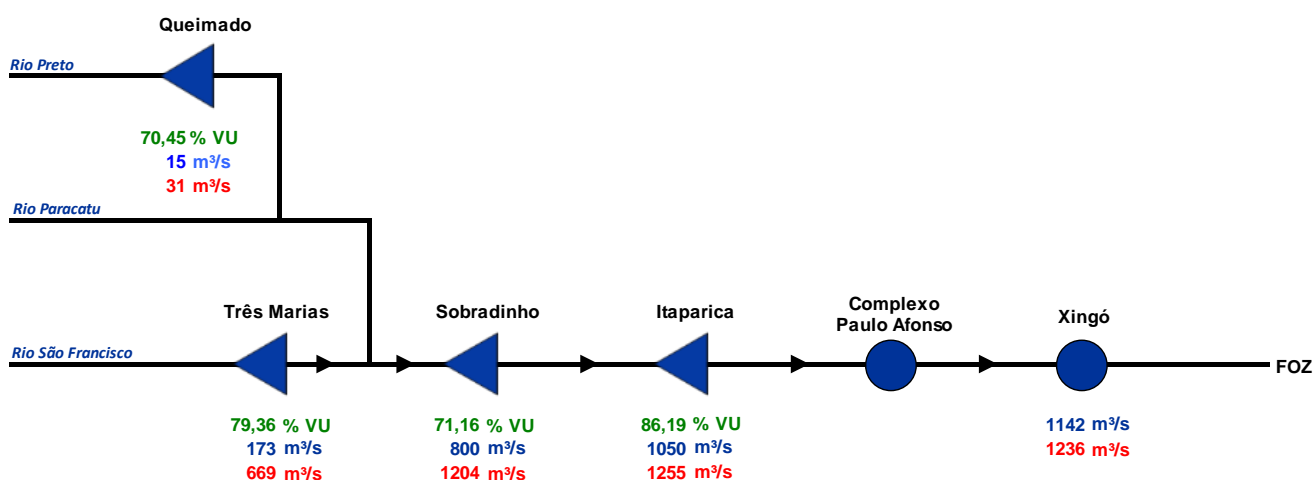 Queimado
Rio Preto
70,45 % VU
15 m³/s
31 m³/s
Rio Paracatu
Três Marias
Sobradinho
Itaparica
Complexo
Paulo Afonso
Xingó
Rio São Francisco
FOZ
79,36 % VU
173 m³/s
669 m³/s
71,16 % VU
800 m³/s
1204 m³/s
86,19 % VU
1050 m³/s
1255 m³/s
1142 m³/s
1236 m³/s